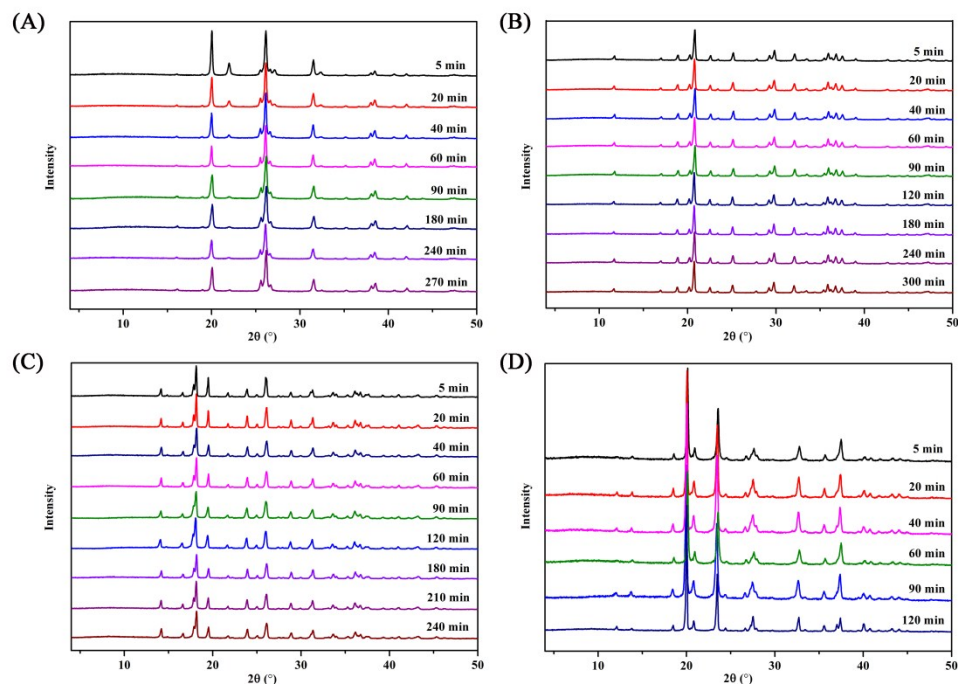 (A)
Intensity
5 min
20 min
40 min
60 min
90 min
180 min
240 min
270 min
10 20 30 40 50
2θ (°)
(B)
Intensity
5 min
20 min
40 min
60 min
90 min
120 min
180 min
240 min
300 min
10 20 30 40 50
2θ (°)
(C)
Intensity
5 min
20 min
40 min
60 min
90 min
120 min
180 min
210 min
240 min
10 20 30 40 50
2θ (°)
(D)
Intensity
5 min
20 min
40 min
60 min
90 min
120 min
10 20 30 40 50
2θ (°)